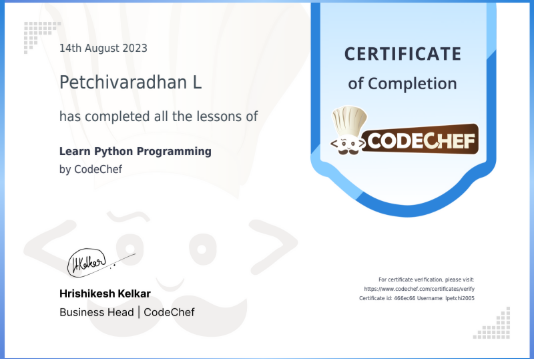 14th August 2023
Petchivaradhan L
has completed all the lessons of
Learn Python Programming
by CodeChef
CERTIFICATE
of Completion
CODECHEF
HKelkar
Hrishikesh Kelkar
Business Head | CodeChef
For certificate verification, please visit:
https://www.codechef.com/certificates/verify
Certificate Id: 466ec66 Username: lpetchi2005